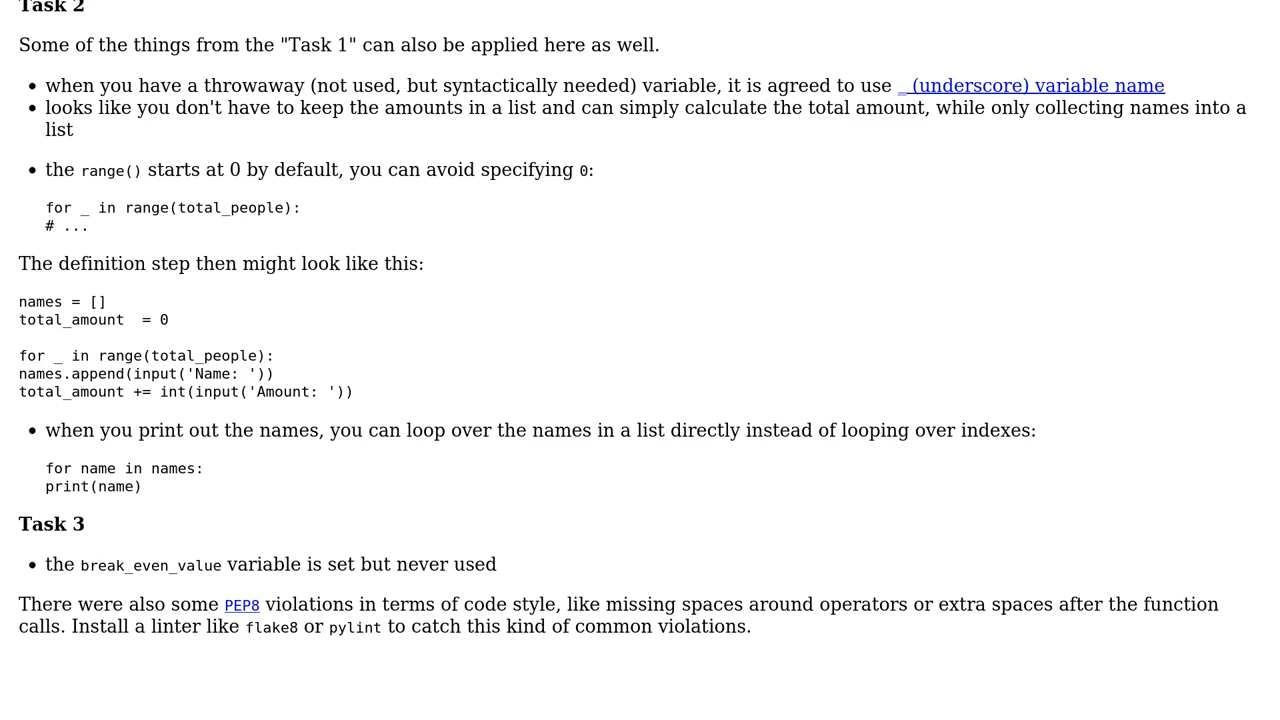 Task 2
Some of the things from the "Task 1" can also be applied here as well.
• when you have a throwaway (not used, but syntactically needed) variable, it is agreed to use _ (underscore) variable name
• looks like you don't have to keep the amounts in a list and can simply calculate the total amount, while only collecting names into a
list
• the range() starts at 0 by default, you can avoid specifying 0:
for _ in range(total_people):
# ...
The definition step then might look like this:
names = []
total_amount  = 0
for _ in range(total_people):
names.append(input('Name: '))
total_amount += int(input('Amount: '))
• when you print out the names, you can loop over the names in a list directly instead of looping over indexes:
for name in names:
print(name)
Task 3
• the break_even_value variable is set but never used
There were also some PEP8 violations in terms of code style, like missing spaces around operators or extra spaces after the function
calls. Install a linter like flake8 or pylint to catch this kind of common violations.